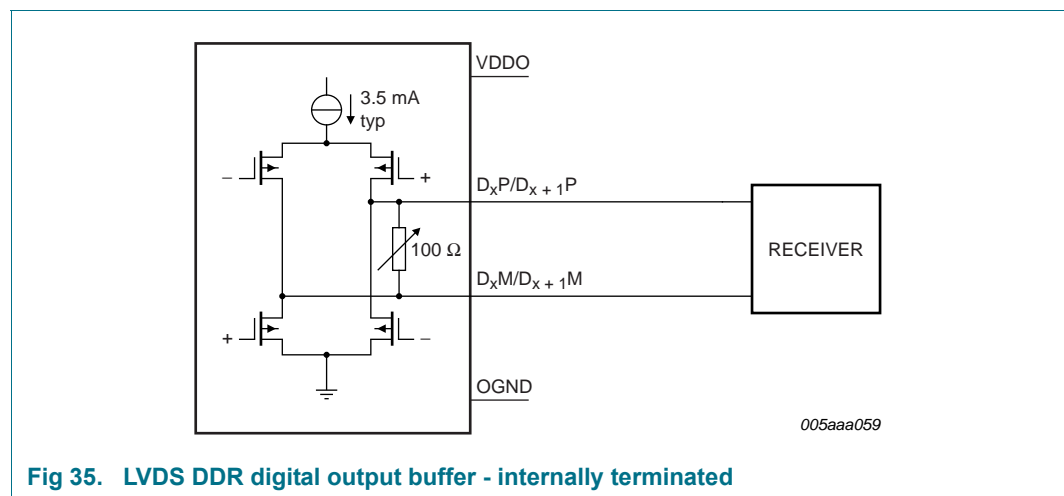 VDDO
3.5 mA
typ
– +
DxP/Dx + 1P
100 Ω
RECEIVER
DxM/Dx + 1M
+ –
OGND
005aaa059
Fig 35. LVDS DDR digital output buffer - internally terminated